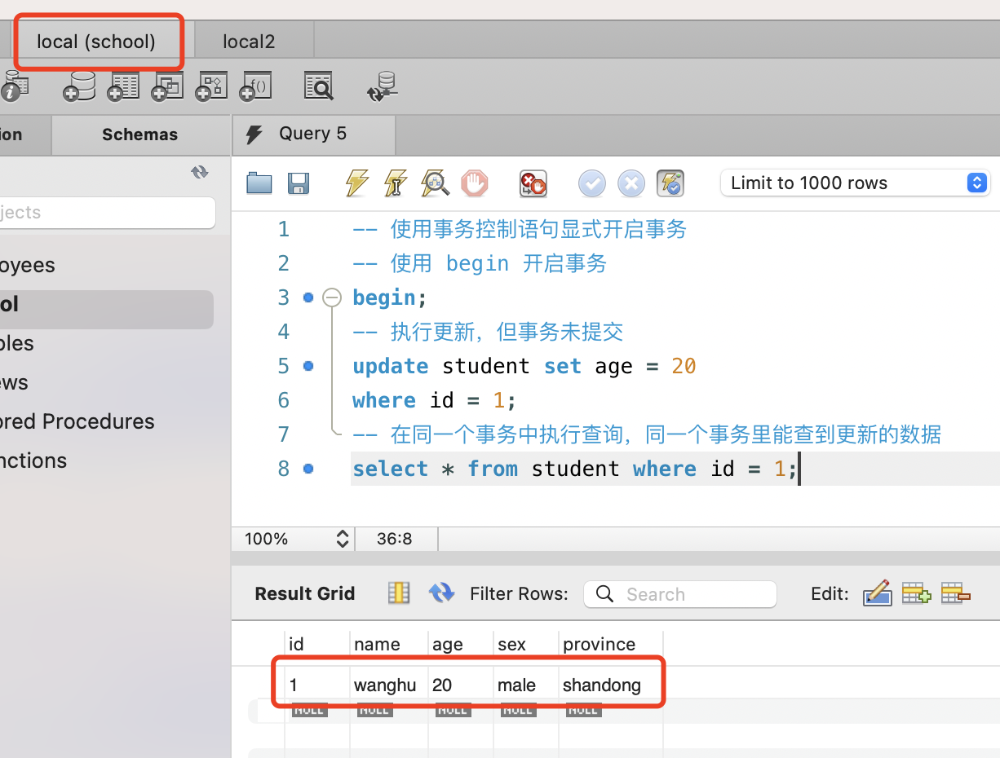 local (school) local2
ion Schemas Query 5
Limit to 1000 rows
jects
oyees
ol
bles
ews
ored Procedures
nctions
1 -- 使用事务控制语句显式开启事务
2 -- 使用 begin 开启事务
3 begin;
4 -- 执行更新，但事务未提交
5 update student set age = 20
6 where id = 1;
7 -- 在同一个事务中执行查询，同一个事务里能查到更新的数据
8 select * from student where id = 1;
100% 36:8
Result Grid Filter Rows: Search Edit:
id name age sex province
1 wanghu 20 male shandong
NULL NULL NULL NULL NULL